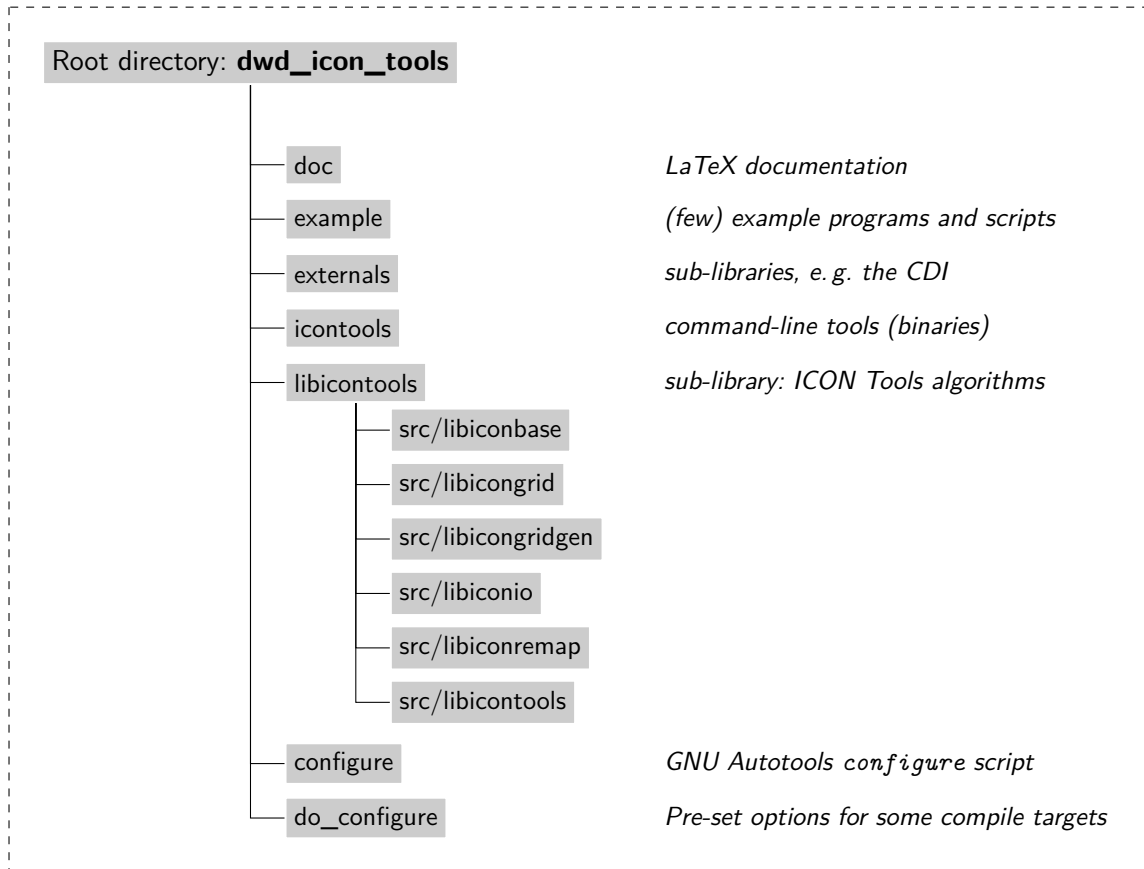 Root directory: dwd_icon_tools
doc LaTeX documentation
example (few) example programs and scripts
externals sub-libraries, e. g. the CDI
icontools command-line tools (binaries)
libicontools sub-library: ICON Tools algorithms
src/libiconbase
src/libicongrid
src/libicongridgen
src/libiconio
src/libiconremap
src/libicontools
configure GNU Autotools configure script
do_configure Pre-set options for some compile targets